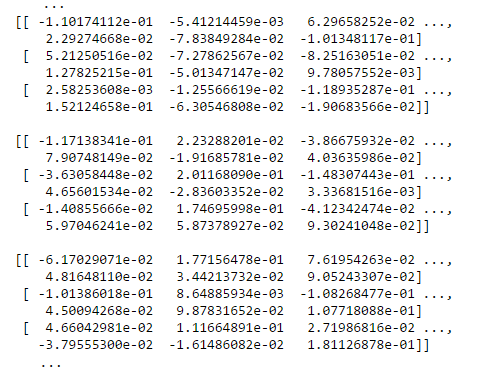 ...
[[ -1.10174112e-01 -5.41214459e-03 6.29658252e-02 ...,
2.29274668e-02 -7.83849284e-02 -1.01348117e-01]
[ 5.21250516e-02 -7.27862567e-02 -8.25163051e-02 ...,
1.27825215e-01 -5.01347147e-02 9.78057552e-03]
[ 2.58253608e-03 -1.25566619e-02 -1.18935287e-01 ...,
1.52124658e-01 -6.30546808e-02 -1.90683566e-02]]
[[ -1.17138341e-01 2.23288201e-02 -3.86675932e-02 ...,
7.90748149e-02 -1.91685781e-02 4.03635986e-02]
[ -3.63058448e-02 2.01168090e-01 -1.48307443e-01 ...,
4.65601534e-02 -2.83603352e-02 3.33681516e-03]
[ -1.40855666e-02 1.74695998e-01 -4.12342474e-02 ...,
5.97046241e-02 5.87378927e-02 9.30241048e-02]]
[[ -6.17029071e-02 1.77156478e-01 7.61954263e-02 ...,
4.81648110e-02 3.44213732e-02 9.05243307e-02]
[ -1.01386018e-01 8.64885934e-03 -1.08268477e-01 ...,
4.50094268e-02 9.87831652e-02 1.07718088e-01]
[ 4.66042981e-02 1.11664891e-01 2.71986816e-02 ...,
-3.79555300e-02 -1.61486082e-02 1.81126878e-01]]
...